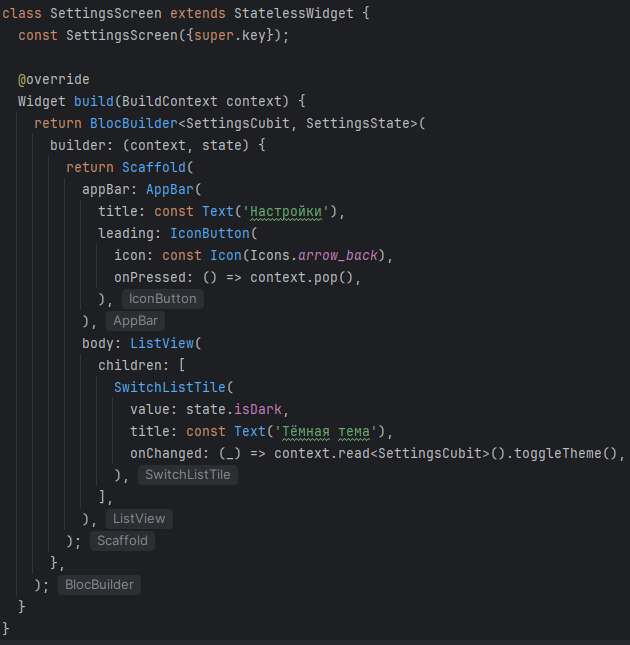 class SettingsScreen extends StatelessWidget {
  const SettingsScreen({super.key});

  @override
  Widget build(BuildContext context) {
    return BlocBuilder<SettingsCubit, SettingsState>(
      builder: (context, state) {
        return Scaffold(
          appBar: AppBar(
            title: const Text('Настройки'),
            leading: IconButton(
              icon: const Icon(Icons.arrow_back),
              onPressed: () => context.pop(),
            ), IconButton
          ), AppBar
          body: ListView(
            children: [
              SwitchListTile(
                value: state.isDark,
                title: const Text('Тёмная тема'),
                onChanged: (_) => context.read<SettingsCubit>().toggleTheme(),
              ), SwitchListTile
            ],
          ), ListView
        ); Scaffold
      },
    ); BlocBuilder
  }
}